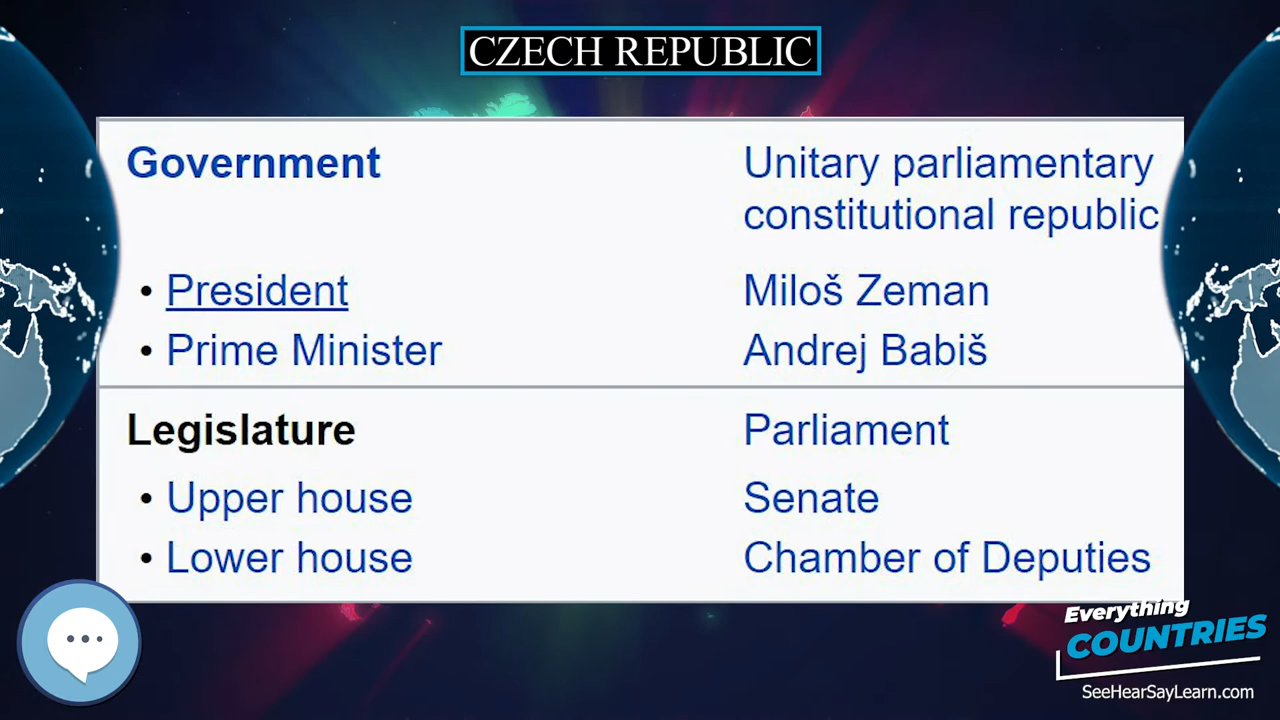 CZECH REPUBLIC
Government Unitary parliamentary
constitutional republic
• President Miloš Zeman
• Prime Minister Andrej Babiš
Legislature Parliament
• Upper house Senate
• Lower house Chamber of Deputies
Everything
COUNTRIES
SeeHearSayLearn.com